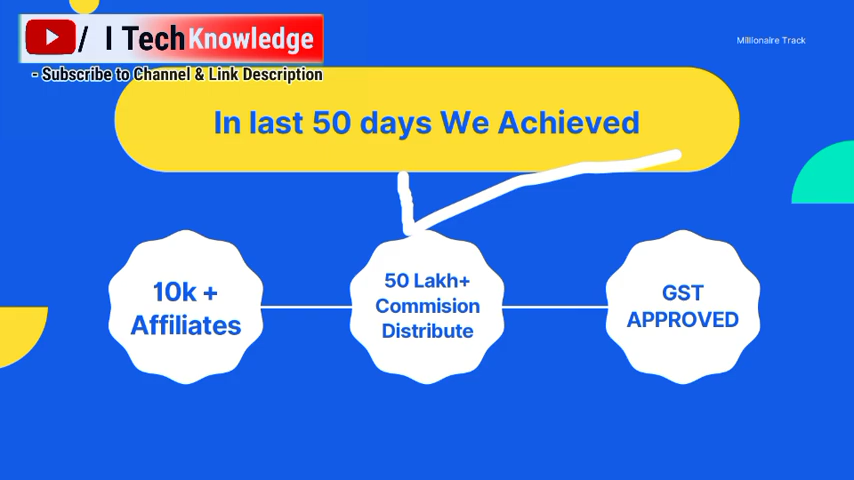 / I Tech Knowledge
- Subscribe to Channel & Link Description
Millionaire Track
In last 50 days We Achieved
10k +
Affiliates
50 Lakh+
Commision
Distribute
GST
APPROVED